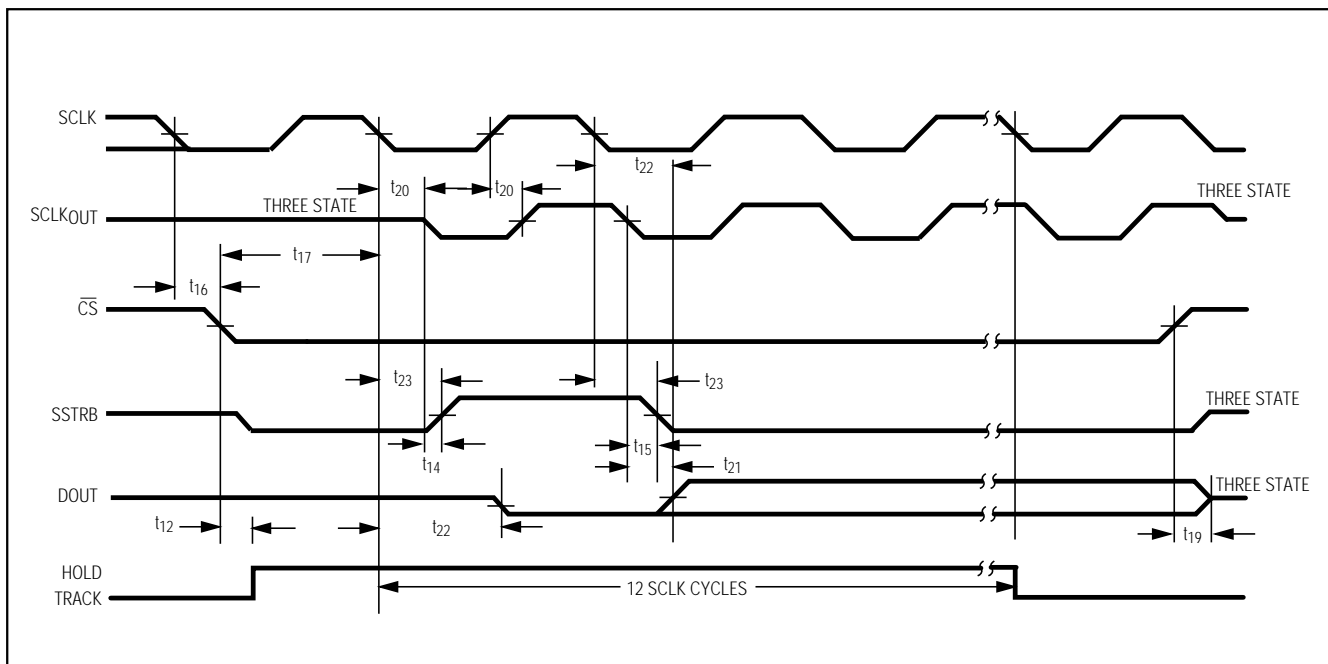 SCLK
t22
t20
t20
THREE STATE
THREE STATE
SCLKOUT
t17
t16
CS
t23
t23
THREE STATE
SSTRB
t15
t14
t21
DOUT
THREE STATE
t12
t22
t19
HOLD
12 SCLK CYCLES
TRACK